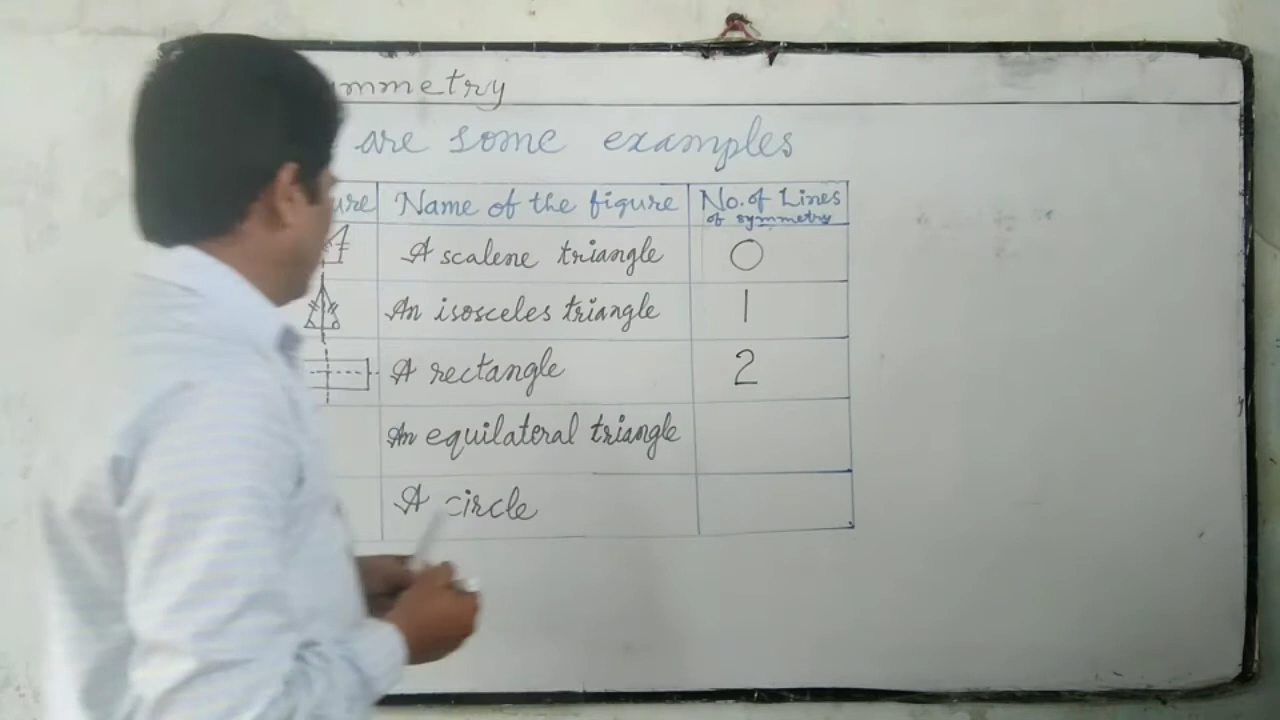 mmetry
are some examples
ure Name of the figure No. of Lines of symmetry
A scalene triangle 0
An isosceles triangle 1
A rectangle 2
An equilateral triangle
A circle